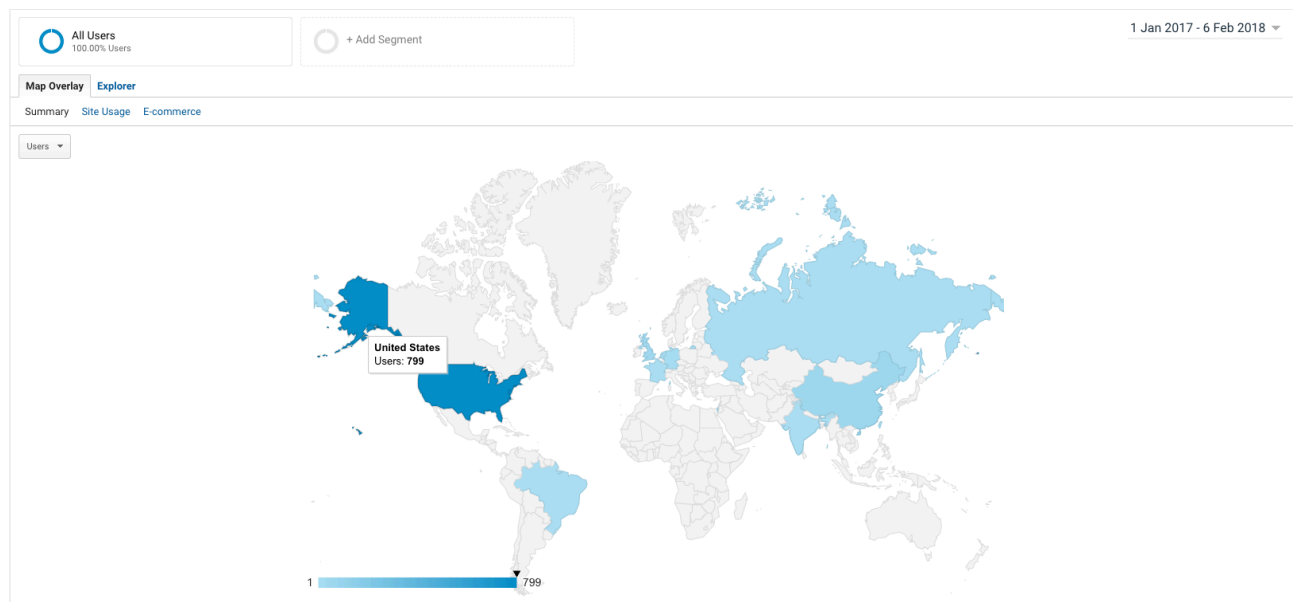 All Users
100.00% Users
+ Add Segment
1 Jan 2017 - 6 Feb 2018
Map Overlay Explorer
Summary Site Usage E-commerce
Users
United States
Users: 799
1 799